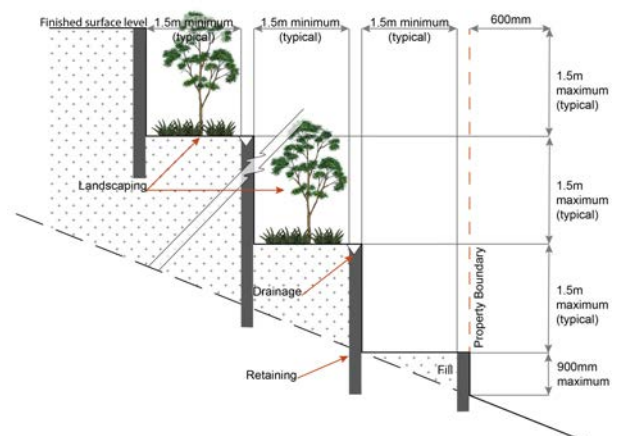 Finished surface level
1.5m minimum
(typical)
1.5m minimum
(typical)
1.5m minimum
(typical)
600mm
1.5m
maximum
(typical)
Landscaping
1.5m
maximum
(typical)
Drainage
Property Boundary
1.5m
maximum
(typical)
Retaining
Fill
900mm
maximum